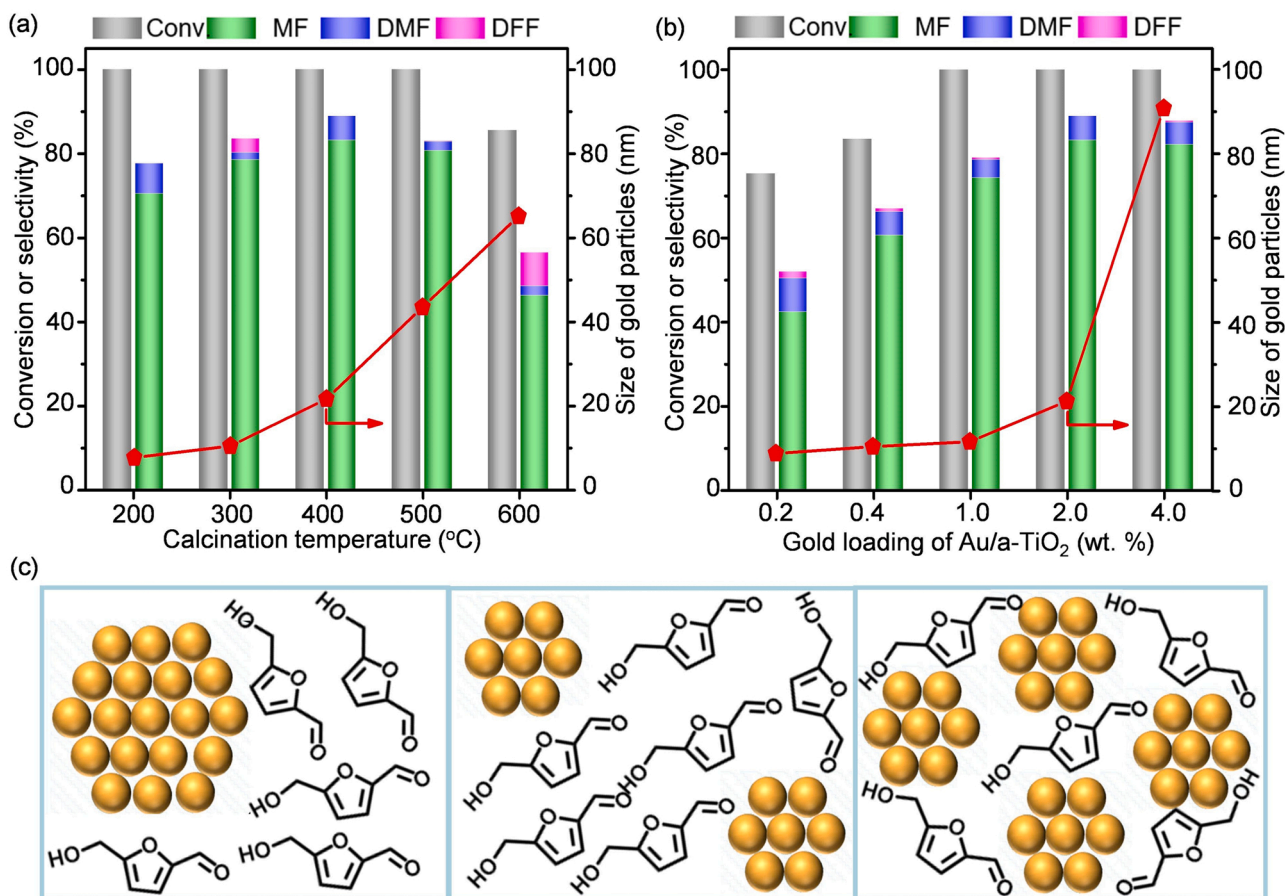 (a)
Conv MF DMF DFF
Conversion or selectivity (%)
100
80
60
40
20
0
200 300 400 500 600
Calcination temperature (oC)
100
80
60
40
20
0
Size of gold particles (nm)
(b)
Conv MF DMF DFF
Conversion or selectivity (%)
100
80
60
40
20
0
0.2 0.4 1.0 2.0 4.0
Gold loading of Au/a-TiO2 (wt. %)
100
80
60
40
20
0
Size of gold particles (nm)
(c)
HO
O
O
HO
O
O
HO
O
O
HO
O
O
HO
O
O
HO
O
O
HO
O
O
HO
O
O
HO
O
O
HO
O
O
HO
O
O
HO
O
O
HO
O
O
HO
O
O
HO
O
O
HO
O
O